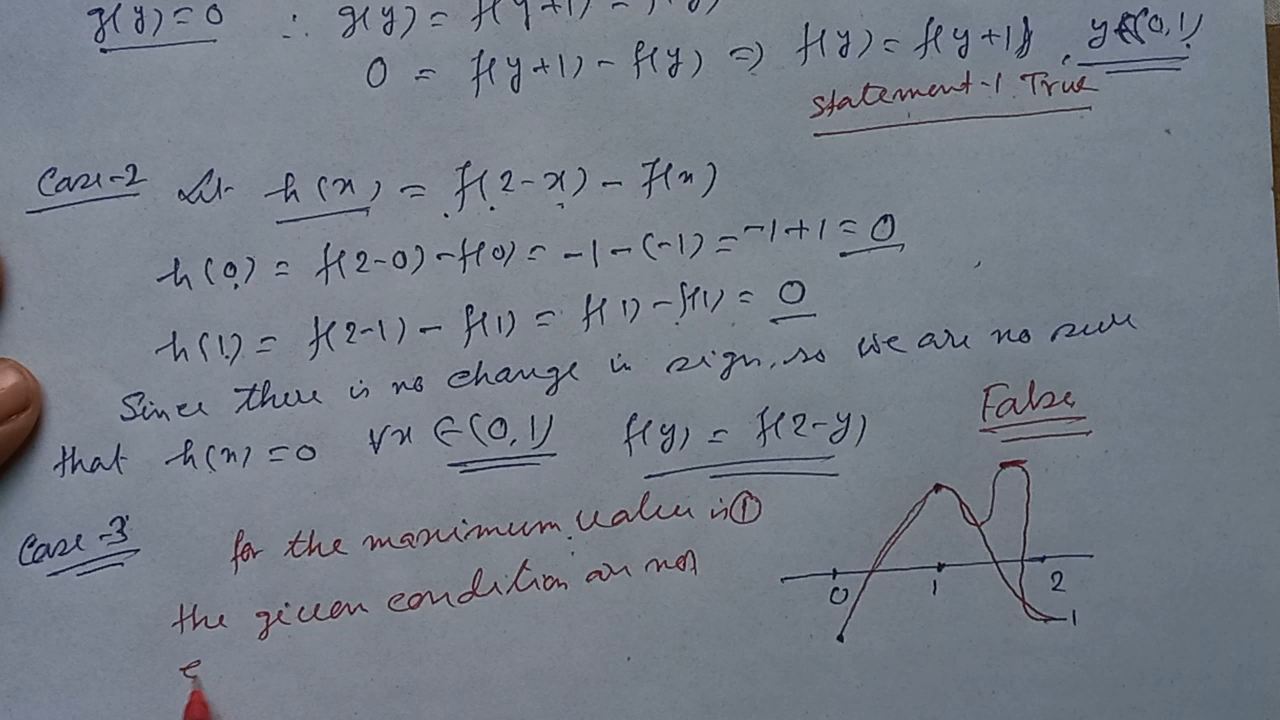 g(y) = 0 ∴ g(y) = f(y+1) - f(y)
0 = f(y+1) - f(y) => f(y) = f(y+1), y∈(0,1)
statement-1 True
Case-2 Let h(x) = f(2-x) - f(x)
h(0) = f(2-0) - f(0) = -1-(-1) = -1+1 = 0
h(1) = f(2-1) - f(1) = f(1) - f(1) = 0
Since there is no change in sign, so we are no sure
that h(x) = 0 ∀x ∈ (0,1) f(y) = f(2-y) False
Case-3 for the maximum value is ①
the given condition are not
e
0 1 2
-1